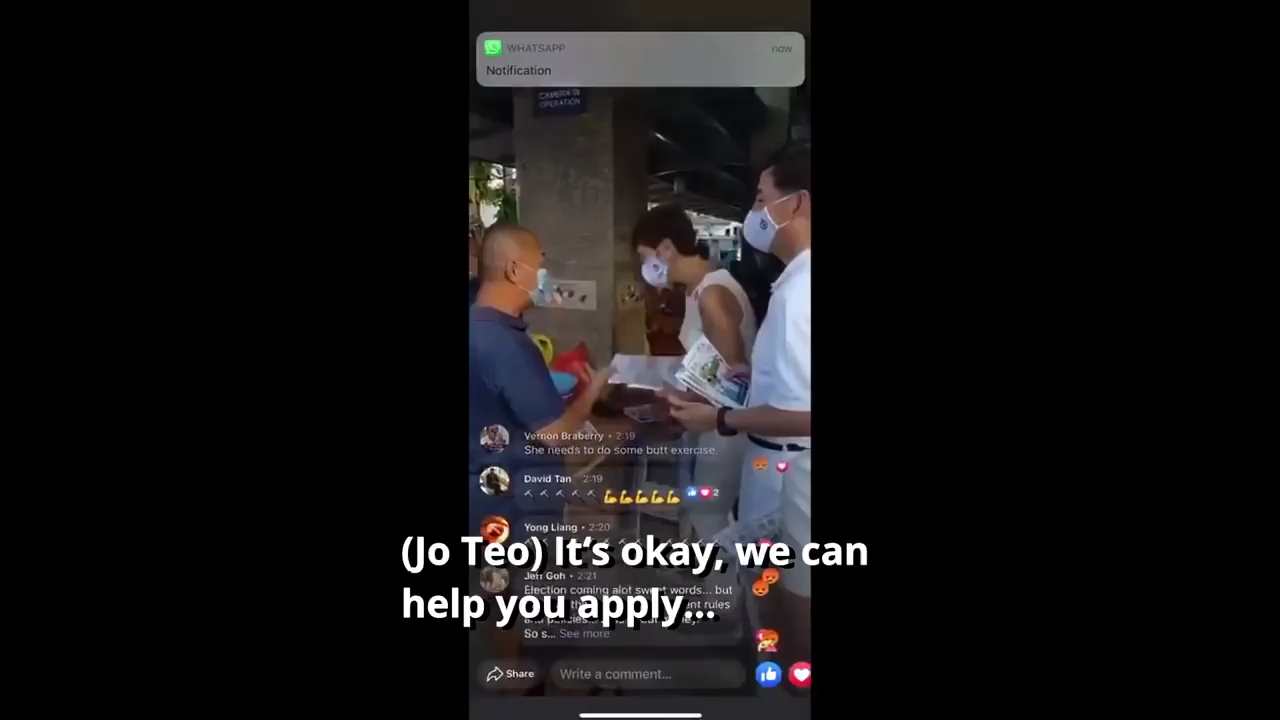 WHATSAPP now
Notification
CAMERA IN
OPERATION
Vernon Braberry • 2:19
She needs to do some butt exercise.
David Tan 2:19
2
Yong Liang • 2:20
(Jo Teo) It‘s okay, we can
Jeff Goh • 2:21
Election coming alot sweet words... but
help you apply...
rules
So s... See more
Share Write a comment...